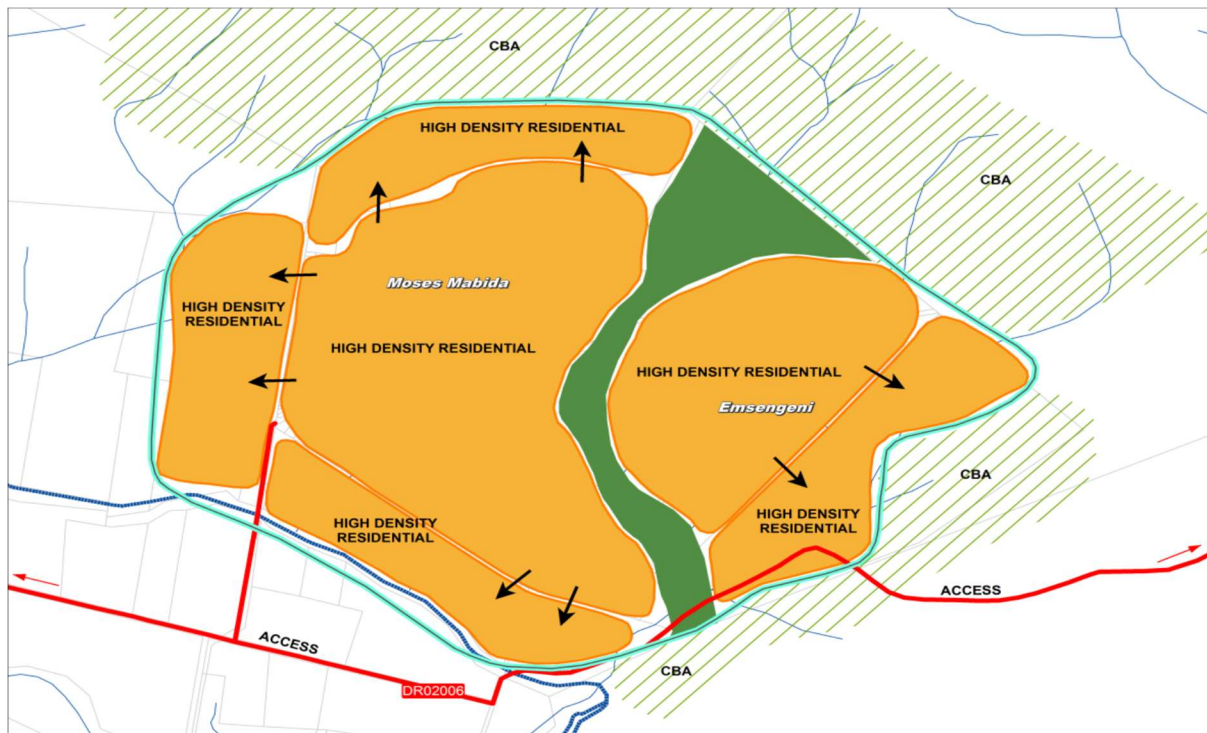 CBA
HIGH DENSITY RESIDENTIAL
CBA
Moses Mabida
HIGH DENSITY
RESIDENTIAL
HIGH DENSITY RESIDENTIAL
HIGH DENSITY RESIDENTIAL
Emsengeni
CBA
HIGH DENSITY
RESIDENTIAL
HIGH DENSITY
RESIDENTIAL
ACCESS
ACCESS
CBA
DR02006